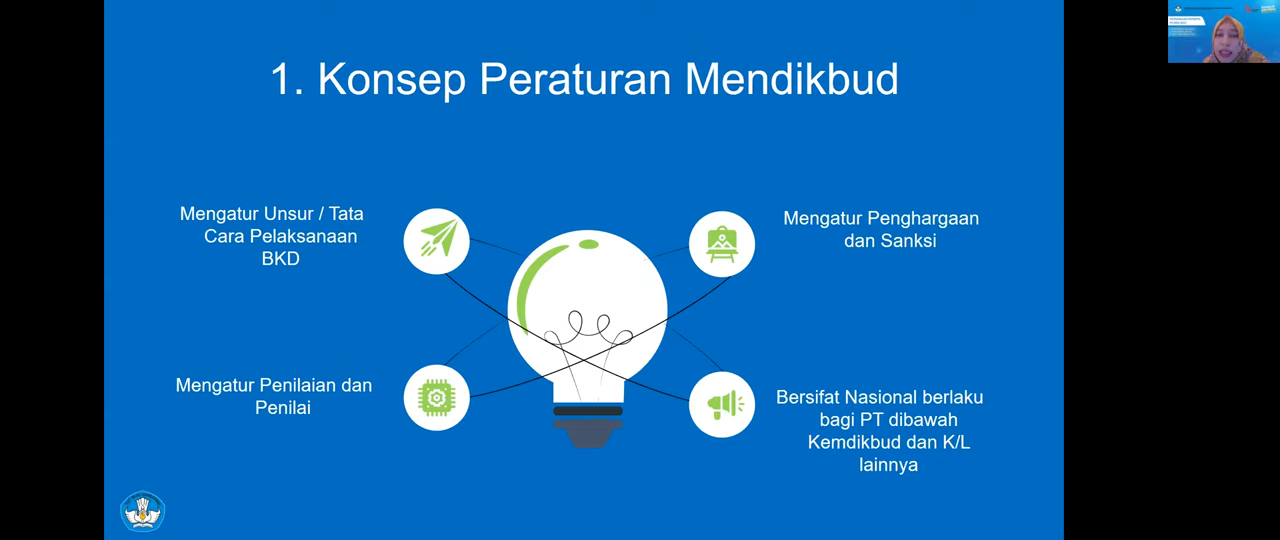 1. Konsep Peraturan Mendikbud
Mengatur Unsur / Tata
Cara Pelaksanaan
BKD
Mengatur Penghargaan
dan Sanksi
Mengatur Penilaian dan
Penilai
Bersifat Nasional berlaku
bagi PT dibawah
Kemdikbud dan K/L
lainnya